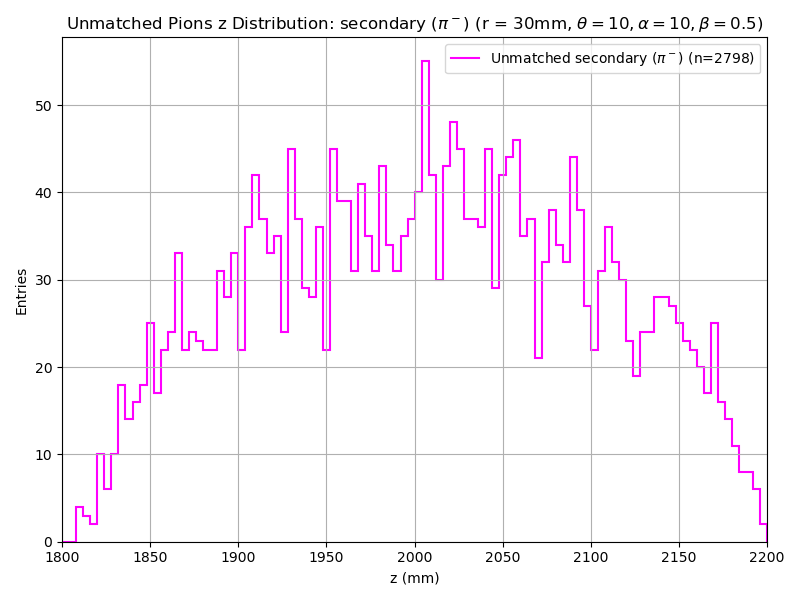 Unmatched Pions z Distribution: secondary (π⁻) (r = 30mm, θ = 10, α = 10, β = 0.5)
Unmatched secondary (π⁻) (n=2798)
50
40
30
20
10
0
Entries
1800 1850 1900 1950 2000 2050 2100 2150 2200
z (mm)